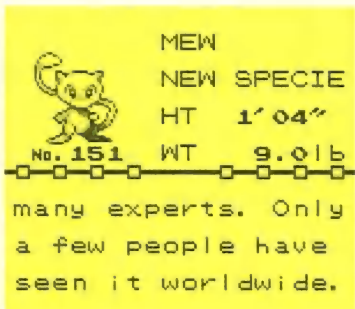 MEW
NEW SPECIE
HT 1'04"
No.151 WT 9.0lb
many experts. Only
a few people have
seen it worldwide.